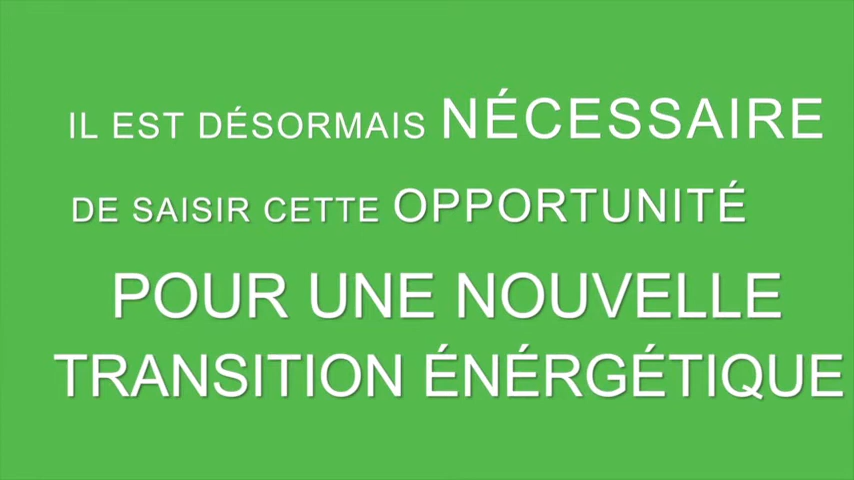 IL EST DÉSORMAIS NÉCESSAIRE
DE SAISIR CETTE OPPORTUNITÉ
POUR UNE NOUVELLE
TRANSITION ÉNÉRGÉTIQUE